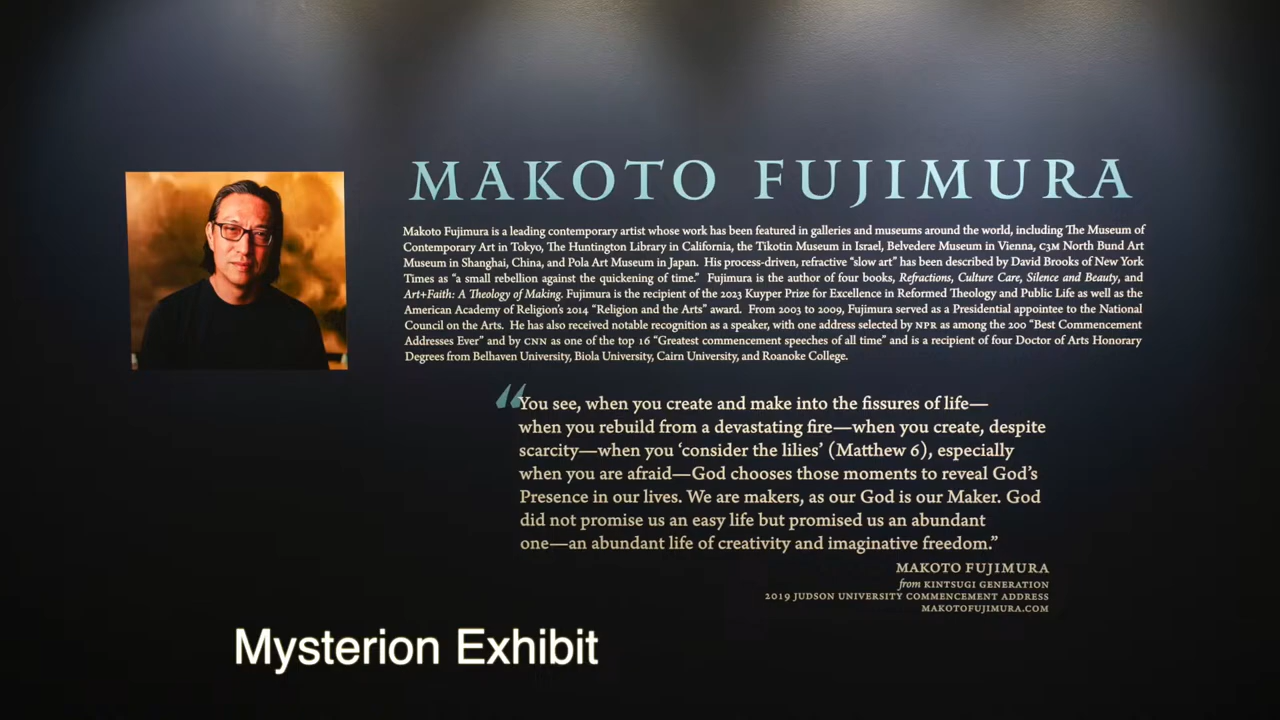 MAKOTO FUJIMURA
Makoto Fujimura is a leading contemporary artist whose work has been featured in galleries and museums around the world, including The Museum of
Contemporary Art in Tokyo, The Huntington Library in California, the Tikotin Museum in Israel, Belvedere Museum in Vienna, C3M North Bund Art
Museum in Shanghai, China, and Pola Art Museum in Japan. His process-driven, refractive “slow art” has been described by David Brooks of New York
Times as “a small rebellion against the quickening of time.” Fujimura is the author of four books, Refractions, Culture Care, Silence and Beauty, and
Art+Faith: A Theology of Making. Fujimura is the recipient of the 2023 Kuyper Prize for Excellence in Reformed Theology and Public Life as well as the
American Academy of Religion’s 2014 “Religion and the Arts” award. From 2003 to 2009, Fujimura served as a Presidential appointee to the National
Council on the Arts. He has also received notable recognition as a speaker, with one address selected by NPR as among the 200 “Best Commencement
Addresses Ever” and by CNN as one of the top 16 “Greatest commencement speeches of all time” and is a recipient of four Doctor of Arts Honorary
Degrees from Belhaven University, Biola University, Cairn University, and Roanoke College.
“You see, when you create and make into the fissures of life—
when you rebuild from a devastating fire—when you create, despite
scarcity—when you ‘consider the lilies’ (Matthew 6), especially
when you are afraid—God chooses those moments to reveal God’s
Presence in our lives. We are makers, as our God is our Maker. God
did not promise us an easy life but promised us an abundant
one—an abundant life of creativity and imaginative freedom.”
MAKOTO FUJIMURA
from KINTSUGI GENERATION
2019 JUDSON UNIVERSITY COMMENCEMENT ADDRESS
MAKOTOFUJIMURA.COM
Mysterion Exhibit